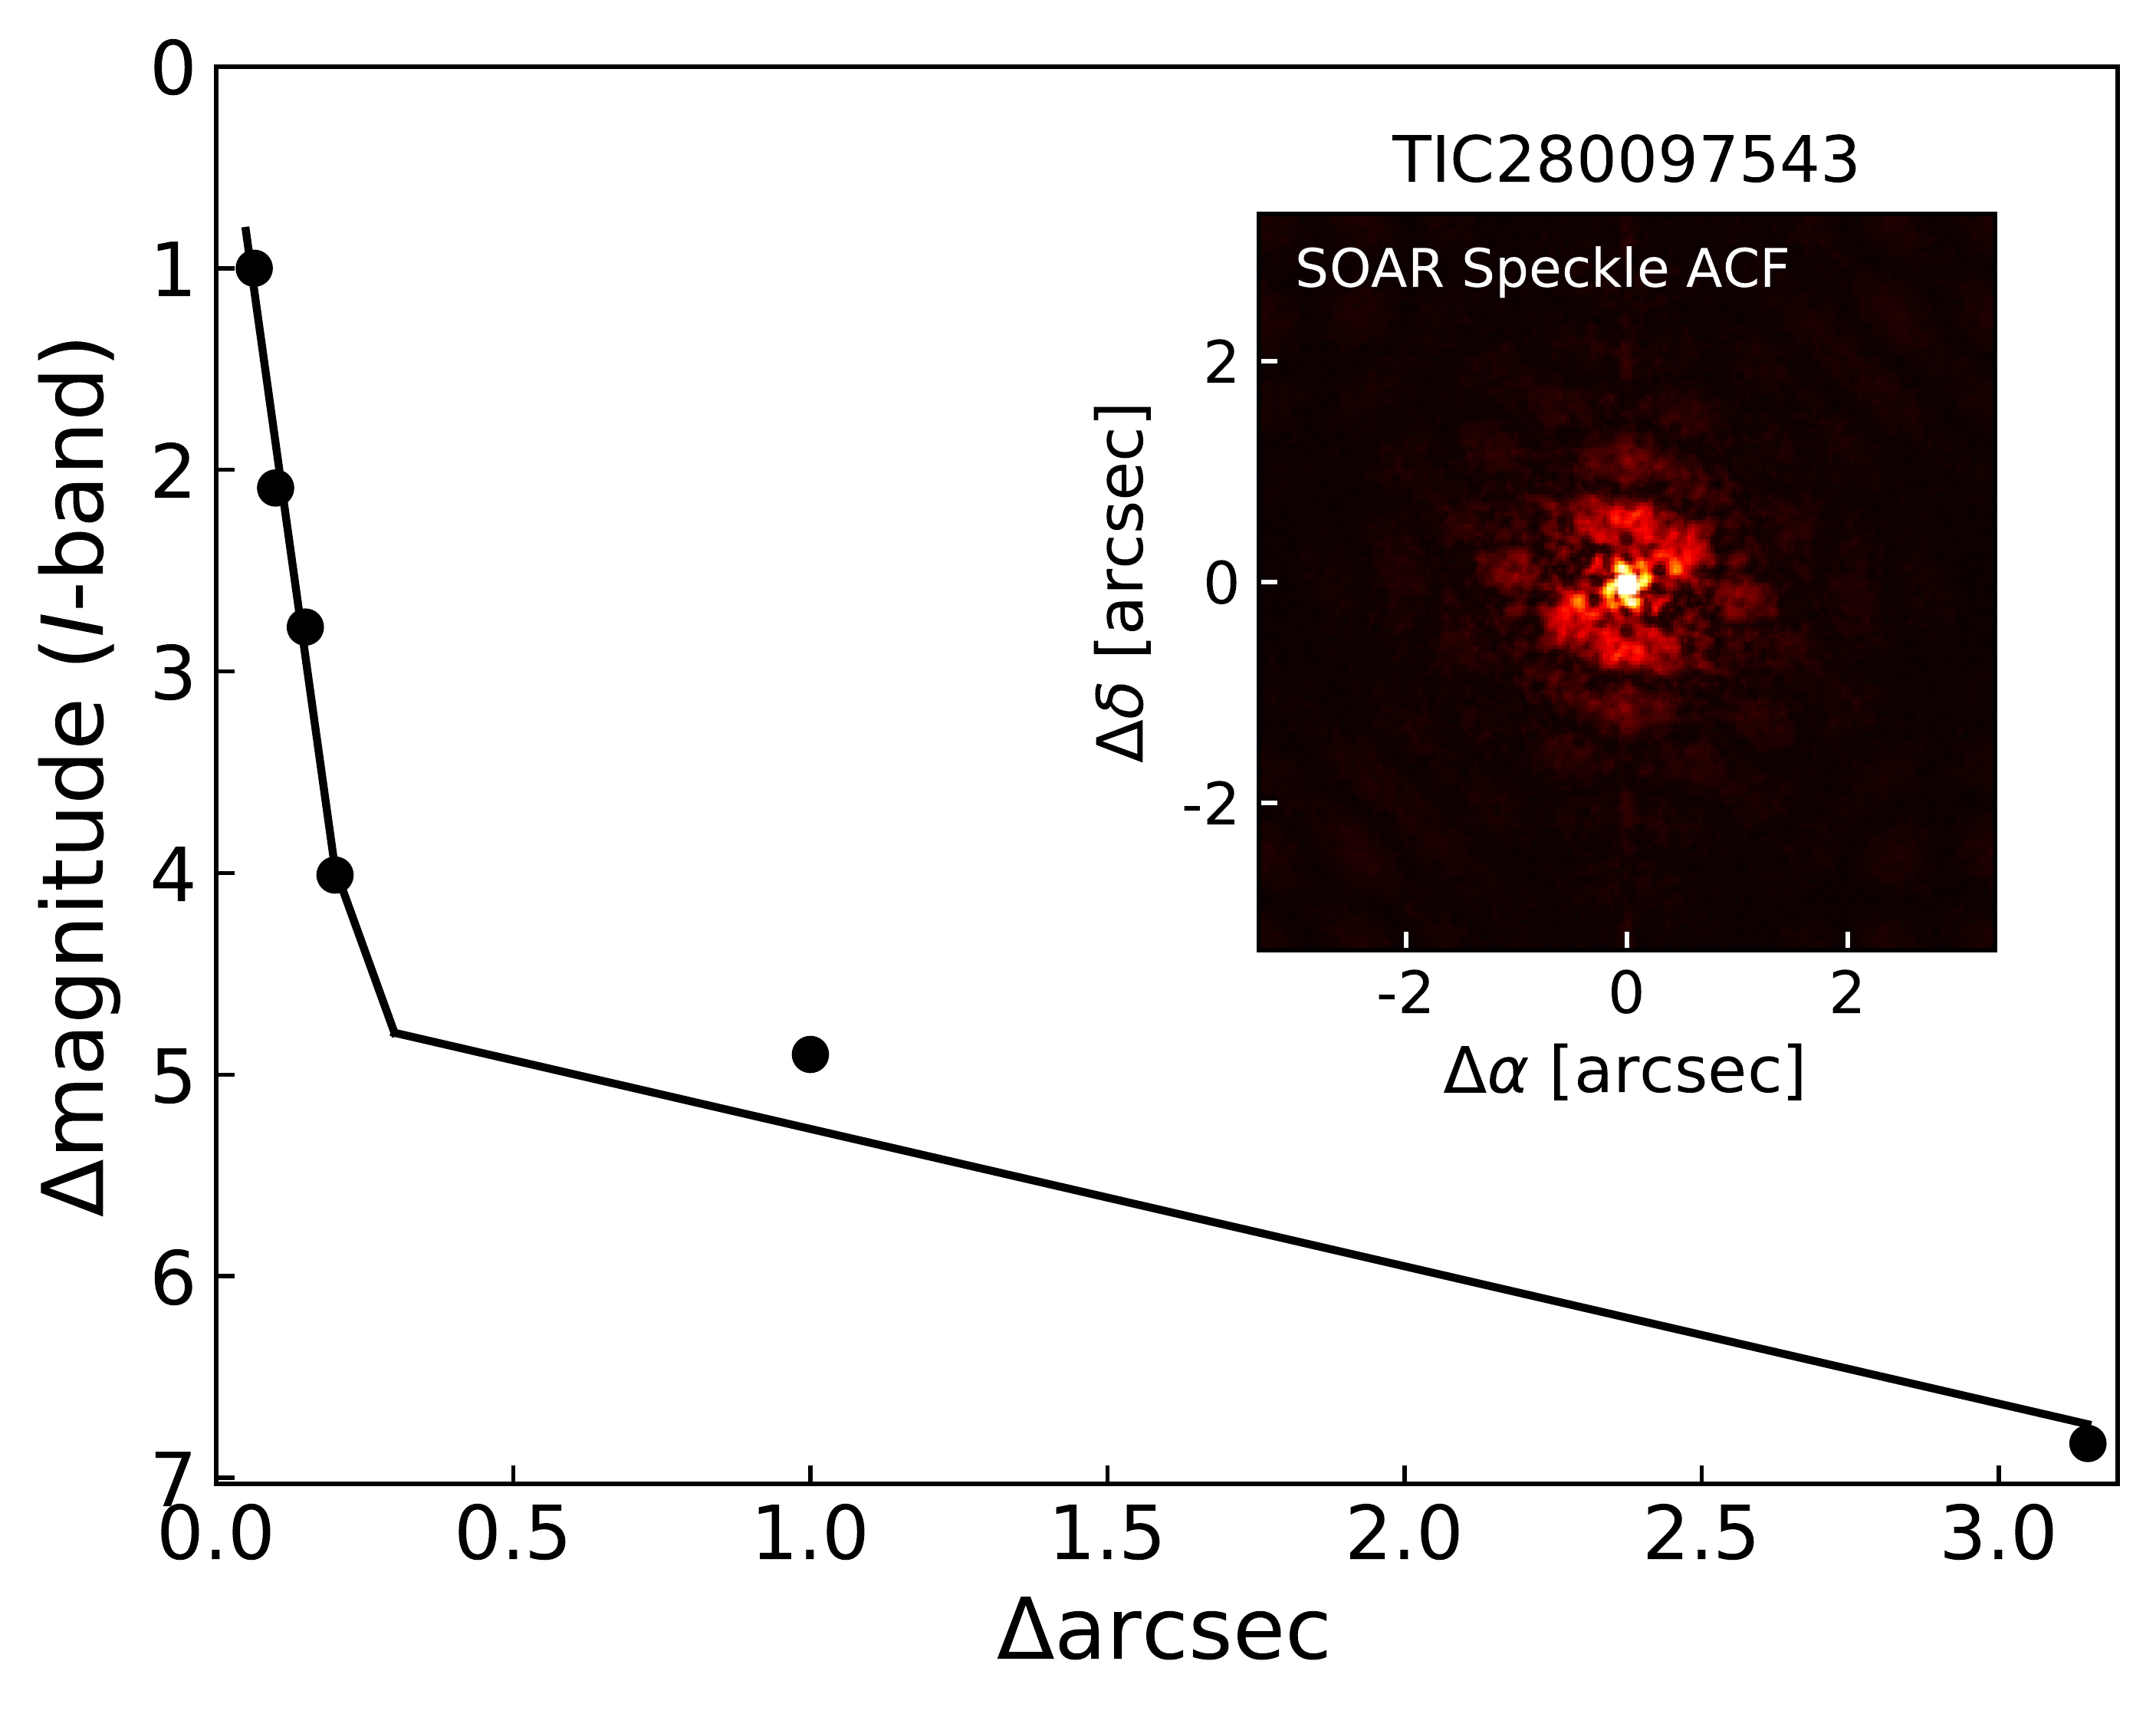 TIC280097543
SOAR Speckle ACF
Δmagnitude (I-band)
0
1
2
3
4
5
6
7
Δδ [arcsec]
2
0
-2
-2 0 2
Δα [arcsec]
0.0 0.5 1.0 1.5 2.0 2.5 3.0
Δarcsec